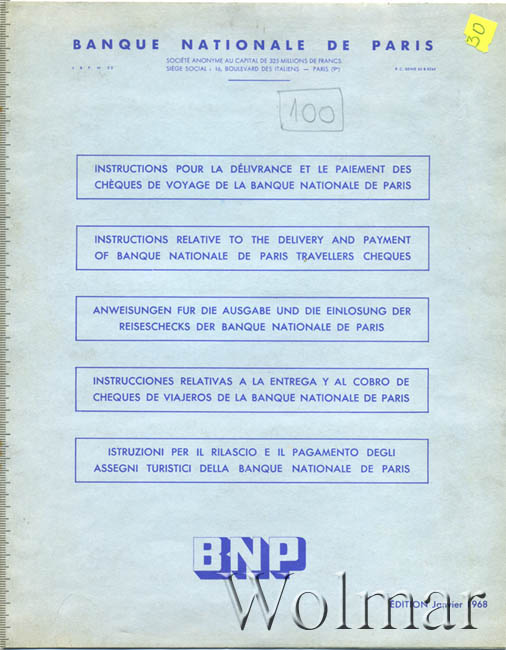 30
BANQUE NATIONALE DE PARIS
SOCIÉTÉ ANONYME AU CAPITAL DE 325 MILLIONS DE FRANCS
SIÈGE SOCIAL : 16, BOULEVARD DES ITALIENS — PARIS (9e)
100
INSTRUCTIONS POUR LA DÉLIVRANCE ET LE PAIEMENT DES
CHÈQUES DE VOYAGE DE LA BANQUE NATIONALE DE PARIS
INSTRUCTIONS RELATIVE TO THE DELIVERY AND PAYMENT
OF BANQUE NATIONALE DE PARIS TRAVELLERS CHEQUES
ANWEISUNGEN FUR DIE AUSGABE UND DIE EINLOSUNG DER
REISESCHECKS DER BANQUE NATIONALE DE PARIS
INSTRUCCIONES RELATIVAS A LA ENTREGA Y AL COBRO DE
CHEQUES DE VIAJEROS DE LA BANQUE NATIONALE DE PARIS
ISTRUZIONI PER IL RILASCIO E IL PAGAMENTO DEGLI
ASSEGNI TURISTICI DELLA BANQUE NATIONALE DE PARIS
BNP
ÉDITION Janvier 1968
Wolmar